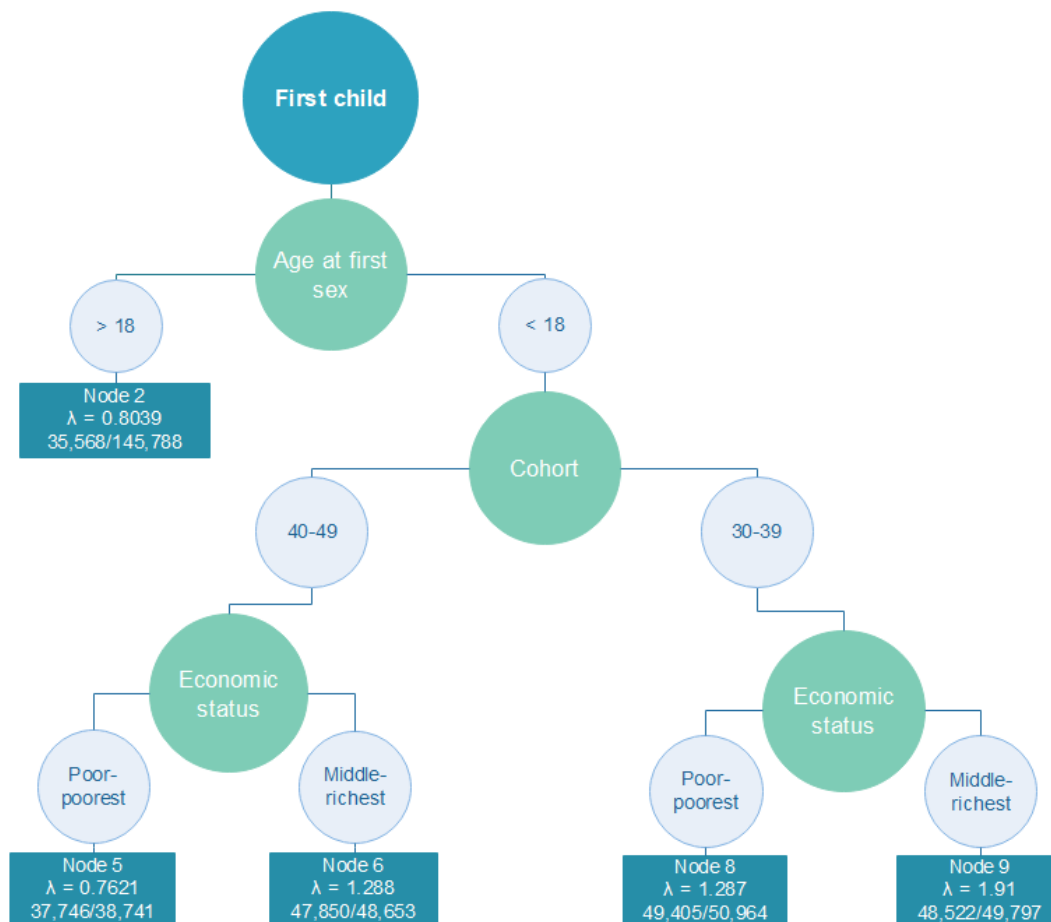 First child
Age at first
sex
> 18
< 18
Node 2
λ = 0.8039
35,568/145,788
Cohort
40-49
30-39
Economic
status
Economic
status
Poor-
poorest
Middle-
richest
Poor-
poorest
Middle-
richest
Node 5
λ = 0.7621
37,746/38,741
Node 6
λ = 1.288
47,850/48,653
Node 8
λ = 1.287
49,405/50,964
Node 9
λ = 1.91
48,522/49,797